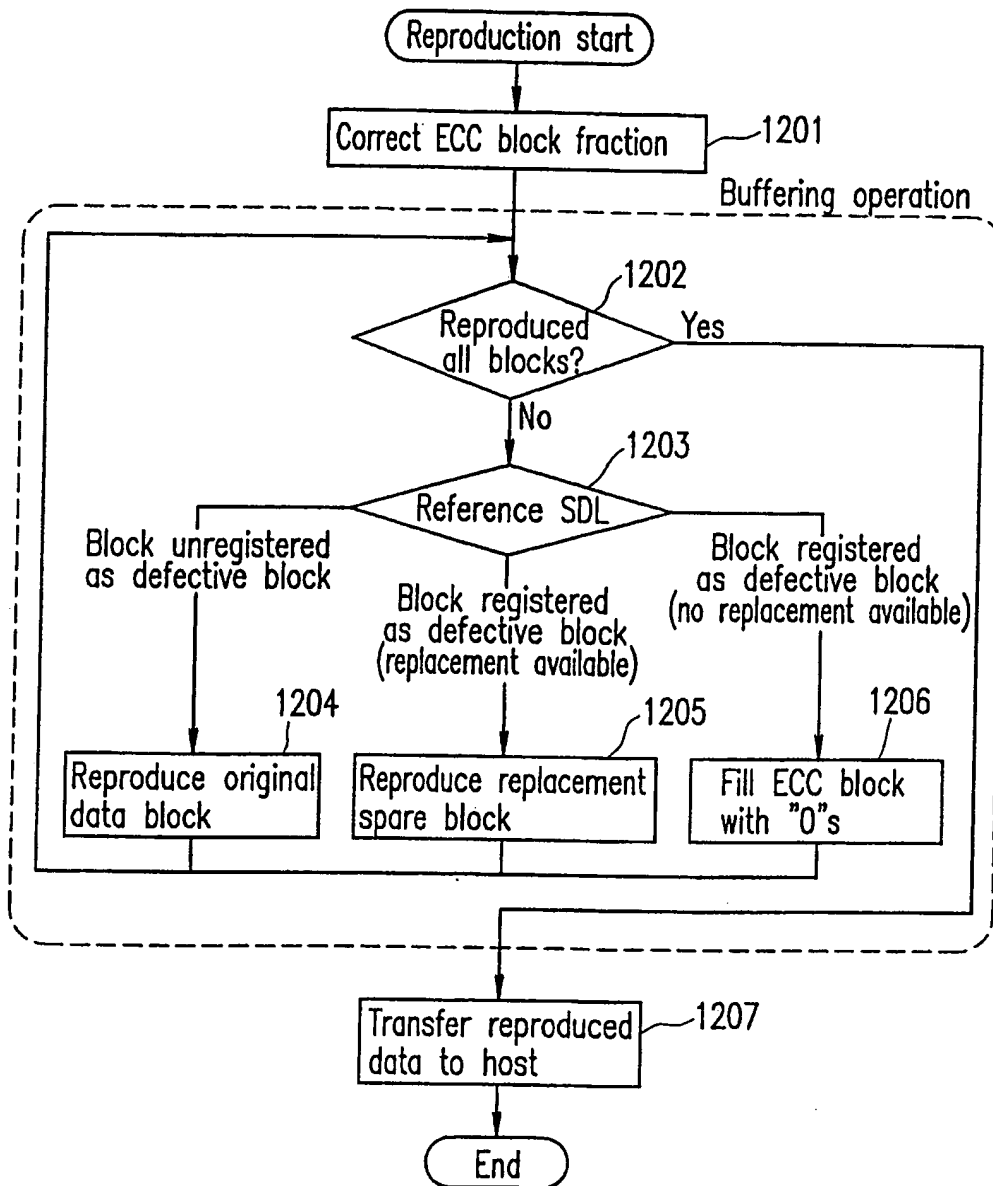 Reproduction start
Correct ECC block fraction
1201
Buffering operation
1202
Reproduced
all blocks?
Yes
No
1203
Reference SDL
Block unregistered
as defective block
Block registered
as defective block
(replacement available)
Block registered
as defective block
(no replacement available)
1204
Reproduce original
data block
1205
Reproduce replacement
spare block
1206
Fill ECC block
with "0"s
Transfer reproduced
data to host
1207
End